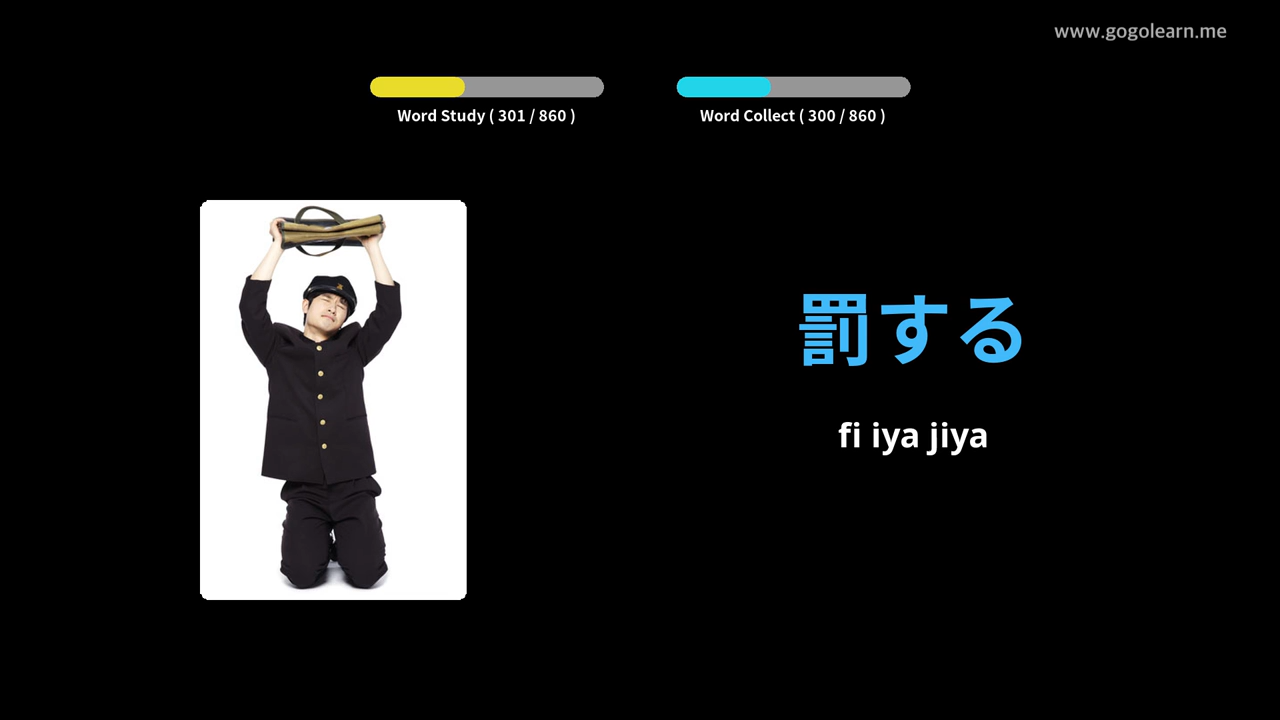 www.gogolearn.me
Word Study ( 301 / 860 )
Word Collect ( 300 / 860 )
罰する
fi iya jiya